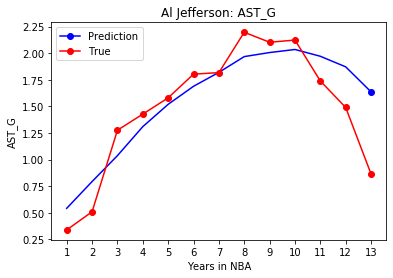 Al Jefferson: AST_G
Prediction
True
2.25
2.00
1.75
1.50
1.25
1.00
0.75
0.50
0.25
AST_G
1 2 3 4 5 6 7 8 9 10 11 12 13
Years in NBA